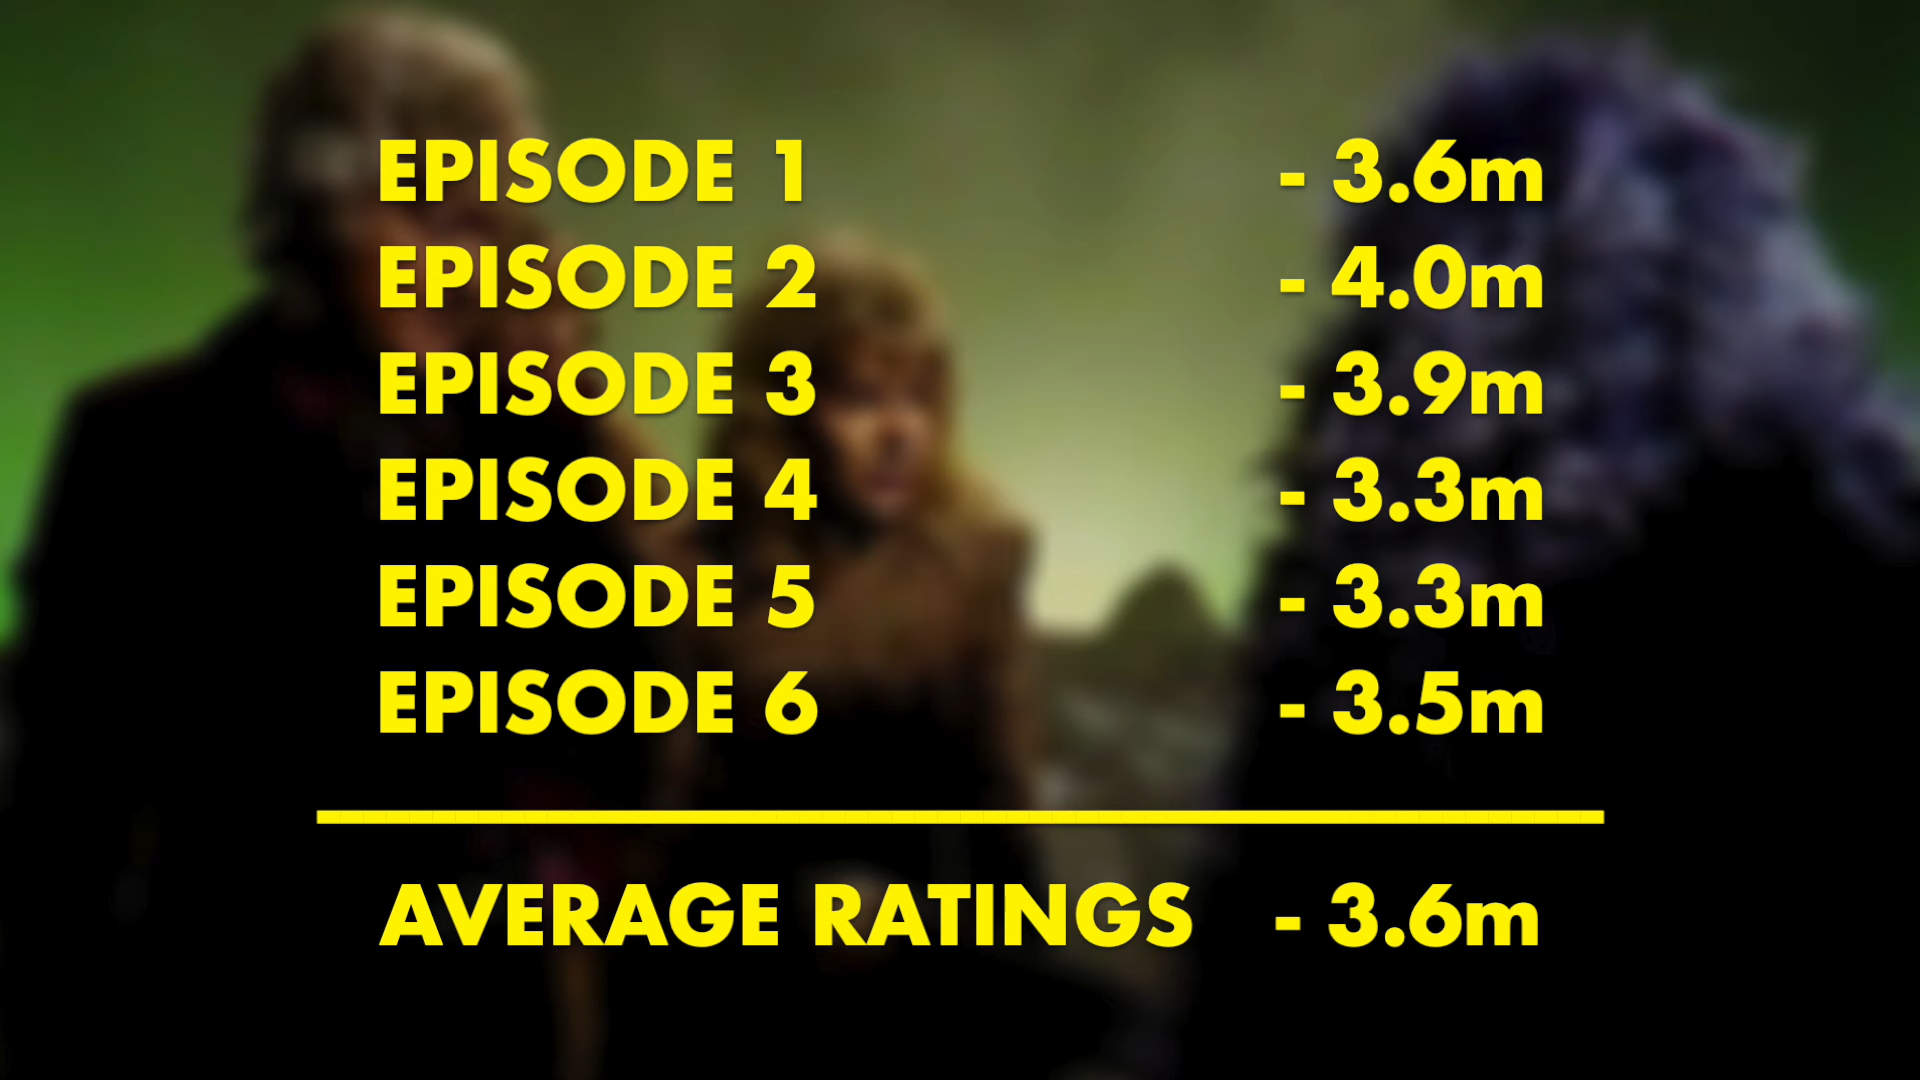 EPISODE 1 - 3.6m
EPISODE 2 - 4.0m
EPISODE 3 - 3.9m
EPISODE 4 - 3.3m
EPISODE 5 - 3.3m
EPISODE 6 - 3.5m
AVERAGE RATINGS - 3.6m